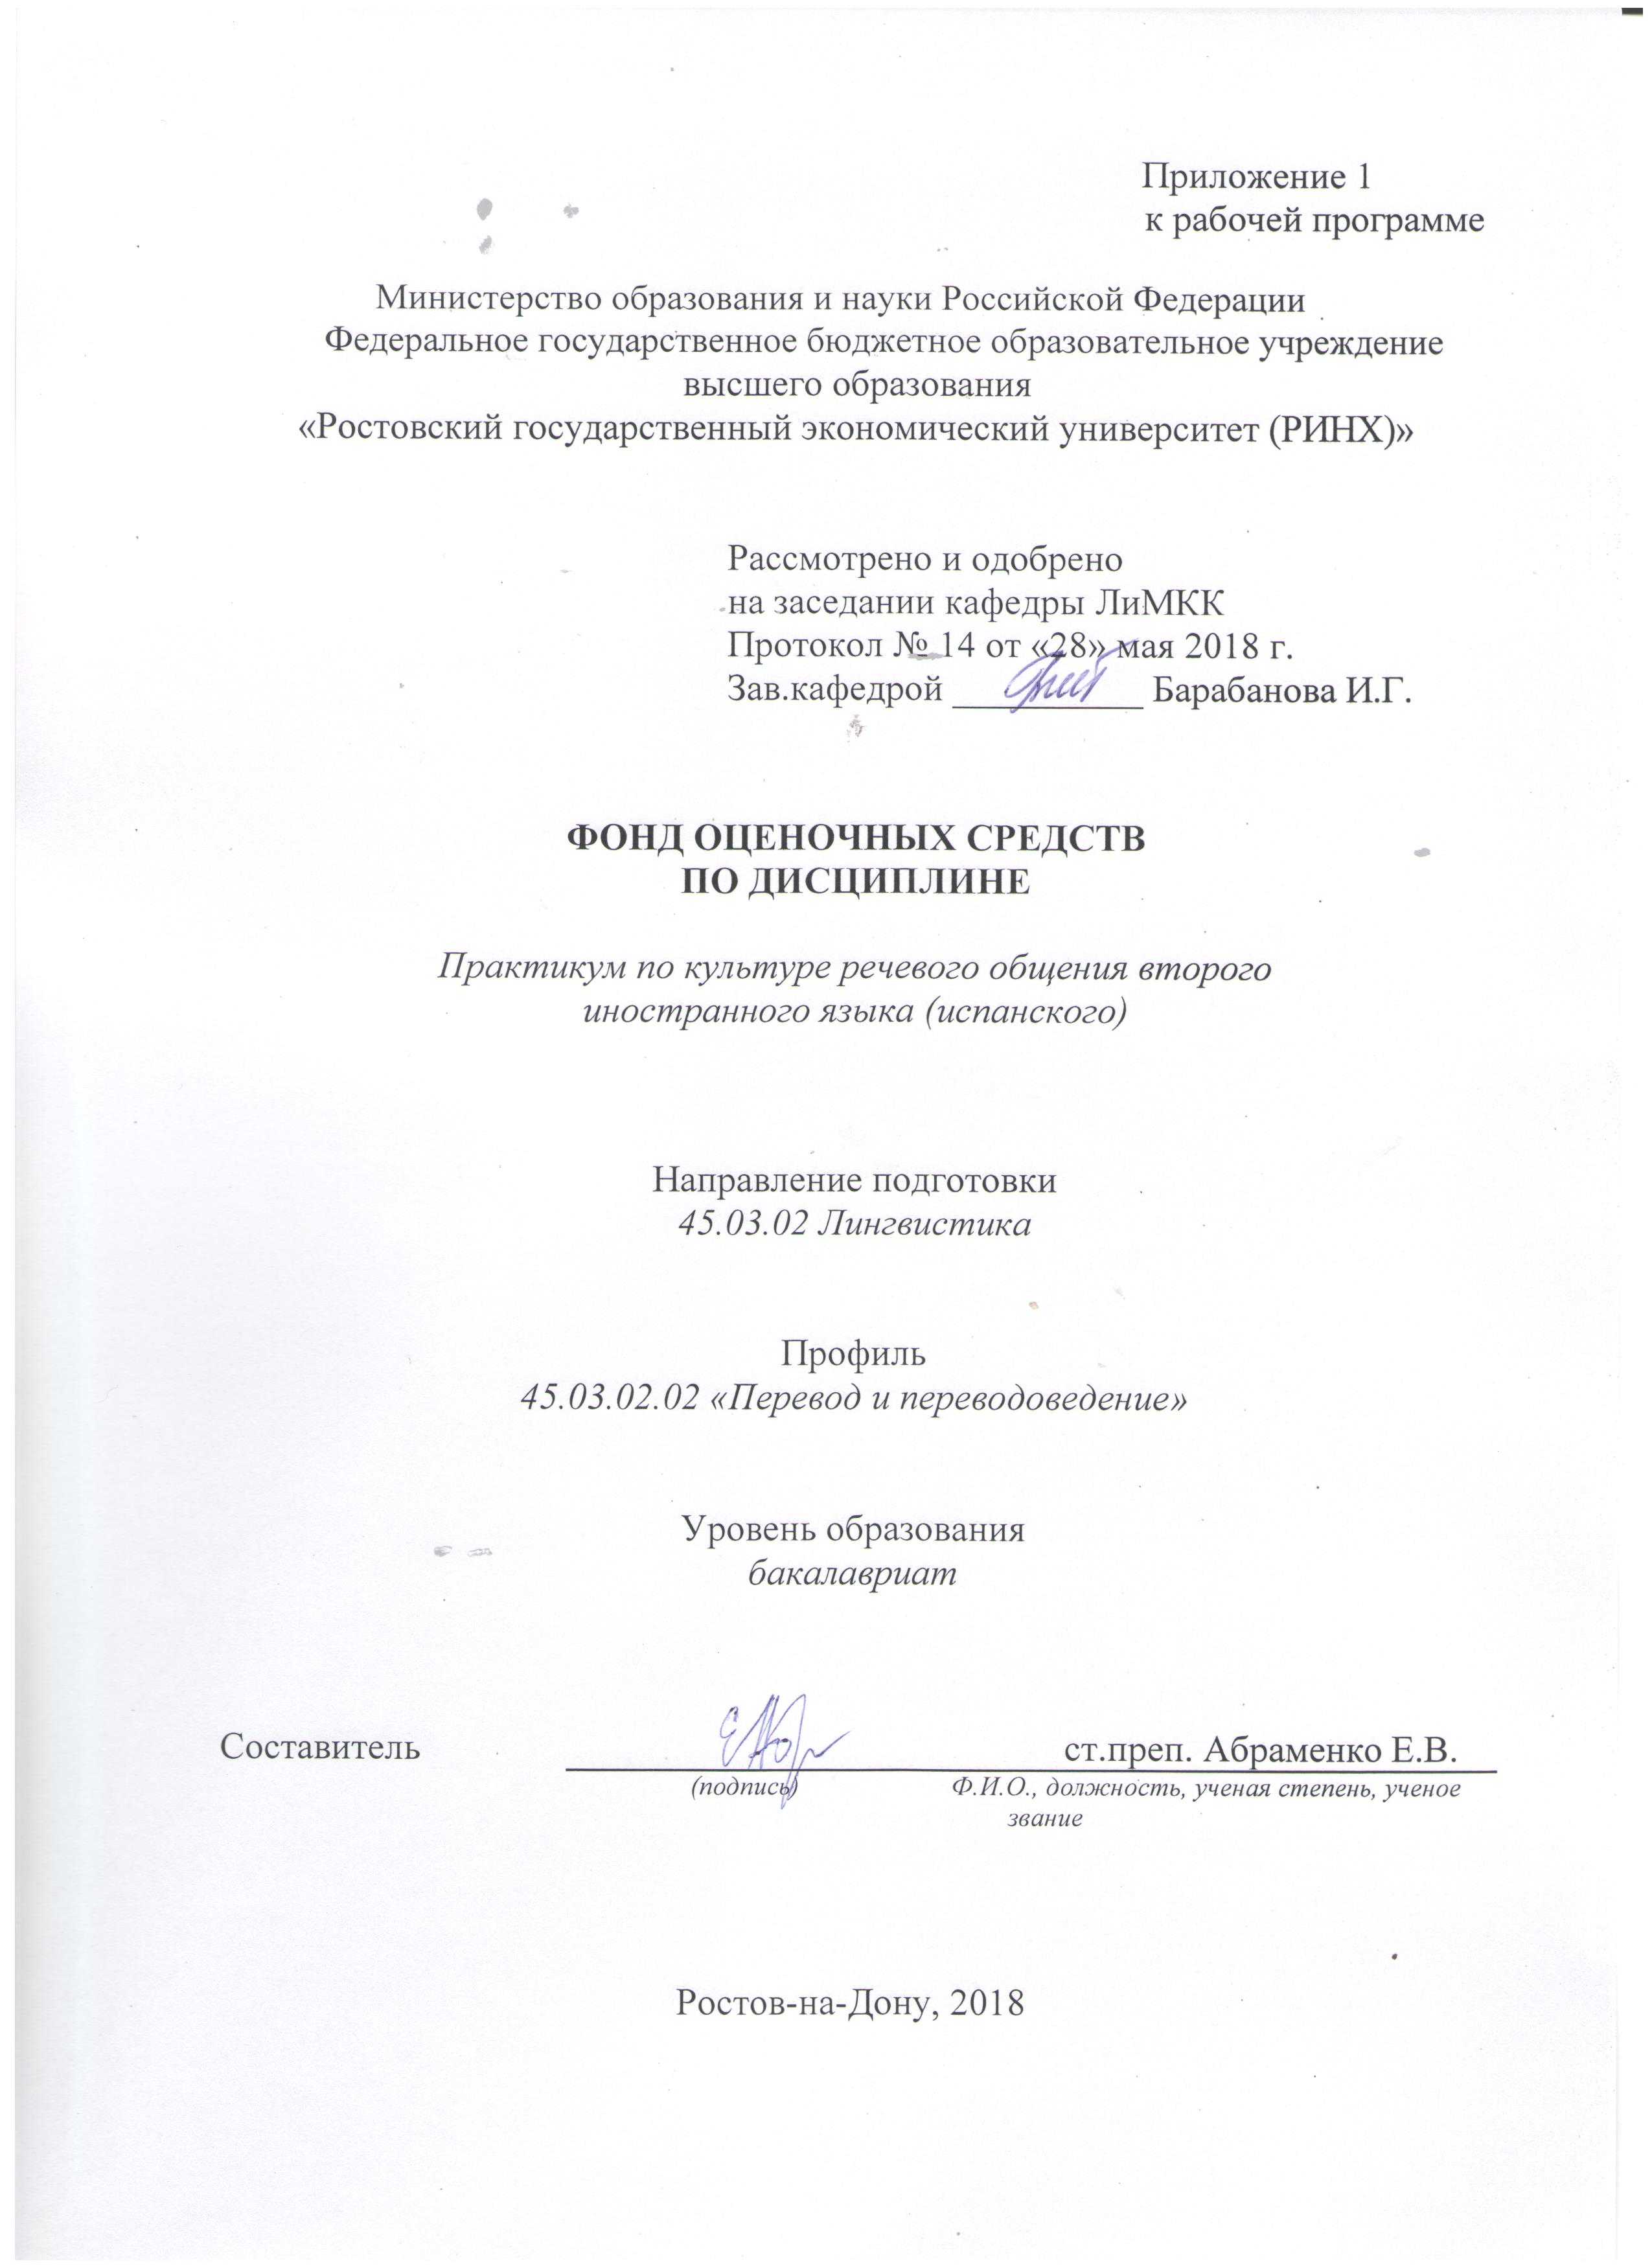 Приложение 1
к рабочей программе
Министерство образования и науки Российской Федерации
Федеральное государственное бюджетное образовательное учреждение
высшего образования
«Ростовский государственный экономический университет (РИНХ)»
Рассмотрено и одобрено
на заседании кафедры ЛиМКК
Протокол № 14 от «28» мая 2018 г.
Зав.кафедрой __________ Барабанова И.Г.
ФОНД ОЦЕНОЧНЫХ СРЕДСТВ
ПО ДИСЦИПЛИНЕ
Практикум по культуре речевого общения второго
иностранного языка (испанского)
Направление подготовки
45.03.02 Лингвистика
Профиль
45.03.02.02 «Перевод и переводоведение»
Уровень образования
бакалавриат
Составитель ст.преп. Абраменко Е.В.
(подпись) Ф.И.О., должность, ученая степень, ученое
звание
Ростов-на-Дону, 2018